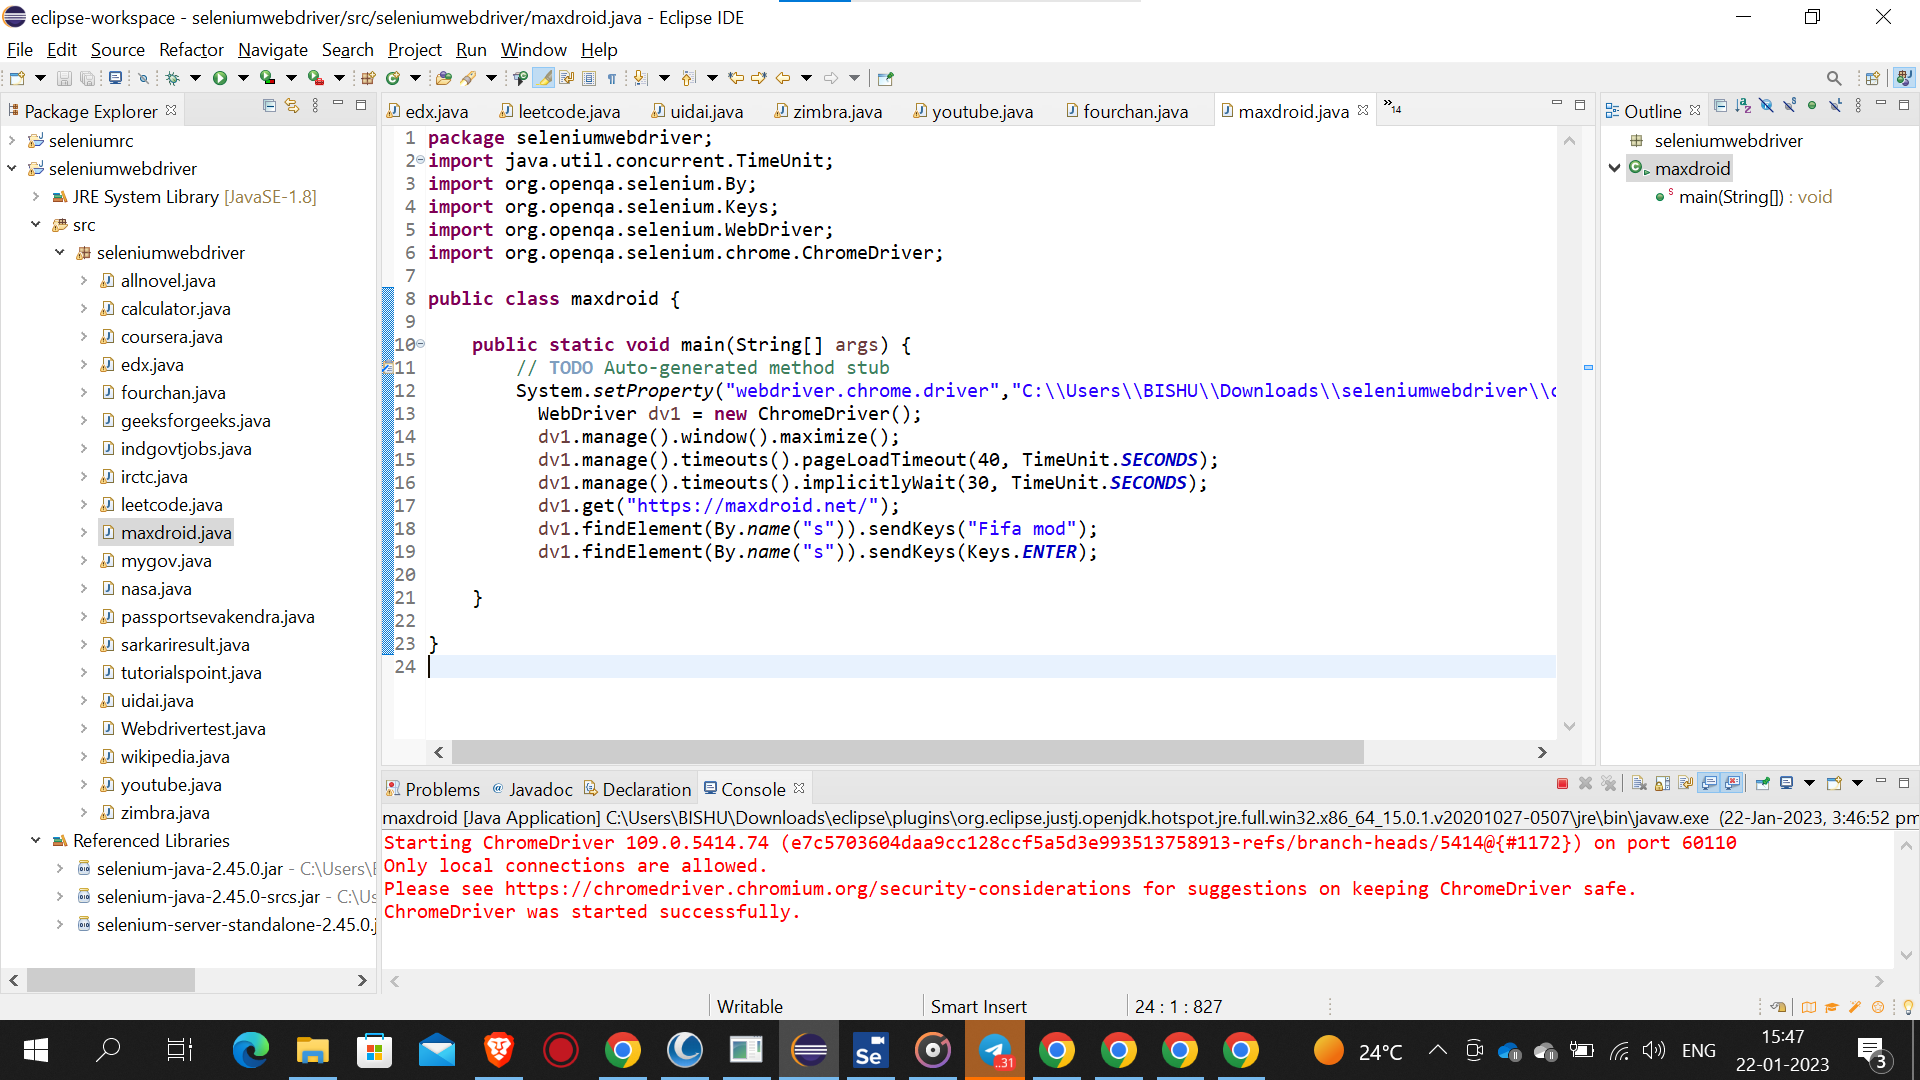 eclipse-workspace - seleniumwebdriver/src/seleniumwebdriver/maxdroid.java - Eclipse IDE
File Edit Source Refactor Navigate Search Project Run Window Help
Package Explorer
seleniumrc
seleniumwebdriver
JRE System Library [JavaSE-1.8]
src
seleniumwebdriver
allnovel.java
calculator.java
coursera.java
edx.java
fourchan.java
geeksforgeeks.java
indgovtjobs.java
irctc.java
leetcode.java
maxdroid.java
mygov.java
nasa.java
passportsevakendra.java
sarkariresult.java
tutorialspoint.java
uidai.java
Webdrivertest.java
wikipedia.java
youtube.java
zimbra.java
Referenced Libraries
selenium-java-2.45.0.jar - C:\Users\
selenium-java-2.45.0-srcs.jar - C:\Us
selenium-server-standalone-2.45.0.j
edx.java leetcode.java uidai.java zimbra.java youtube.java fourchan.java maxdroid.java »14
1 package seleniumwebdriver;
2 import java.util.concurrent.TimeUnit;
3 import org.openqa.selenium.By;
4 import org.openqa.selenium.Keys;
5 import org.openqa.selenium.WebDriver;
6 import org.openqa.selenium.chrome.ChromeDriver;
7
8 public class maxdroid {
9
10 public static void main(String[] args) {
11 // TODO Auto-generated method stub
12 System.setProperty("webdriver.chrome.driver","C:\\Users\\BISHU\\Downloads\\seleniumwebdriver\\c
13 WebDriver dv1 = new ChromeDriver();
14 dv1.manage().window().maximize();
15 dv1.manage().timeouts().pageLoadTimeout(40, TimeUnit.SECONDS);
16 dv1.manage().timeouts().implicitlyWait(30, TimeUnit.SECONDS);
17 dv1.get("https://maxdroid.net/");
18 dv1.findElement(By.name("s")).sendKeys("Fifa mod");
19 dv1.findElement(By.name("s")).sendKeys(Keys.ENTER);
20
21 }
22
23 }
24
Outline
seleniumwebdriver
maxdroid
main(String[]) : void
Problems Javadoc Declaration Console
maxdroid [Java Application] C:\Users\BISHU\Downloads\eclipse\plugins\org.eclipse.justj.openjdk.hotspot.jre.full.win32.x86_64_15.0.1.v20201027-0507\jre\bin\javaw.exe (22-Jan-2023, 3:46:52 pm
Starting ChromeDriver 109.0.5414.74 (e7c5703604daa9cc128ccf5a5d3e993513758913-refs/branch-heads/5414@{#1172}) on port 60110
Only local connections are allowed.
Please see https://chromedriver.chromium.org/security-considerations for suggestions on keeping ChromeDriver safe.
ChromeDriver was started successfully.
Writable Smart Insert 24 : 1 : 827
Se
..31
24°C ENG
15:47
22-01-2023
3